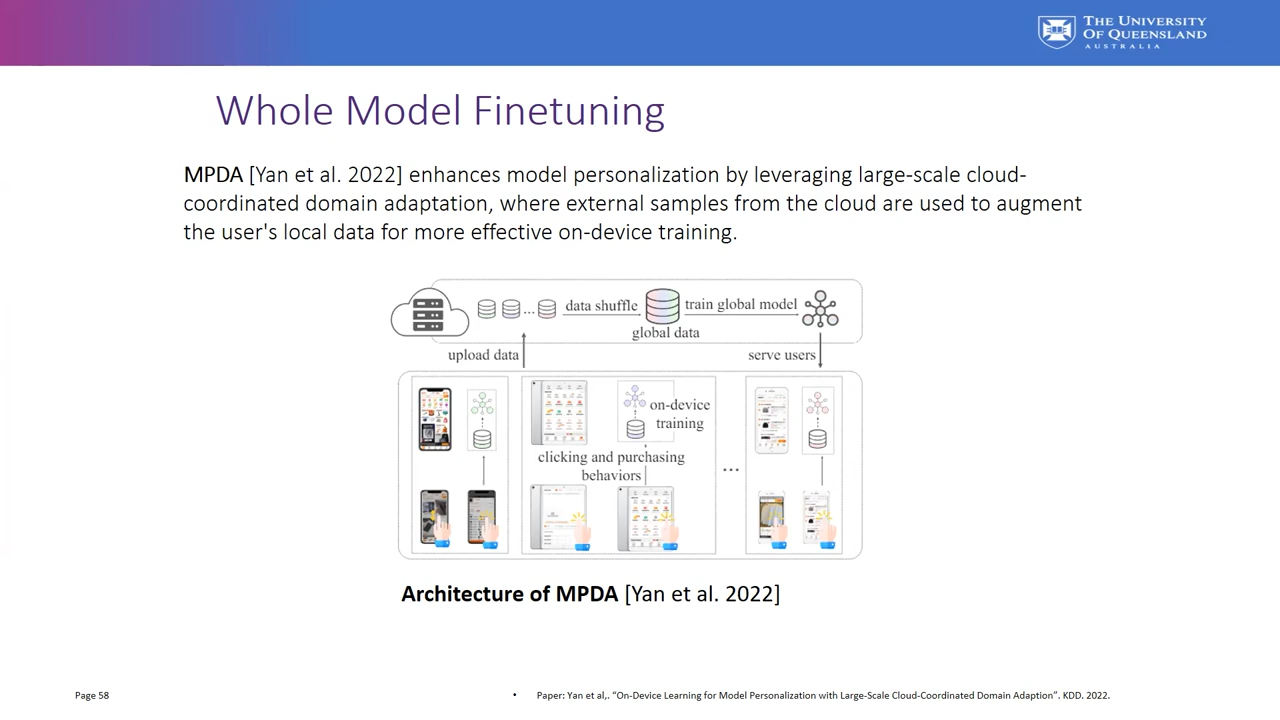 THE UNIVERSITY
OF QUEENSLAND
AUSTRALIA
Whole Model Finetuning
MPDA [Yan et al. 2022] enhances model personalization by leveraging large-scale cloud-
coordinated domain adaptation, where external samples from the cloud are used to augment
the user's local data for more effective on-device training.
... data shuffle train global model
global data
upload data serve users
on-device
training
clicking and purchasing
behaviors
...
Architecture of MPDA [Yan et al. 2022]
Page 58
• Paper: Yan et al,. “On-Device Learning for Model Personalization with Large-Scale Cloud-Coordinated Domain Adaption”. KDD. 2022.